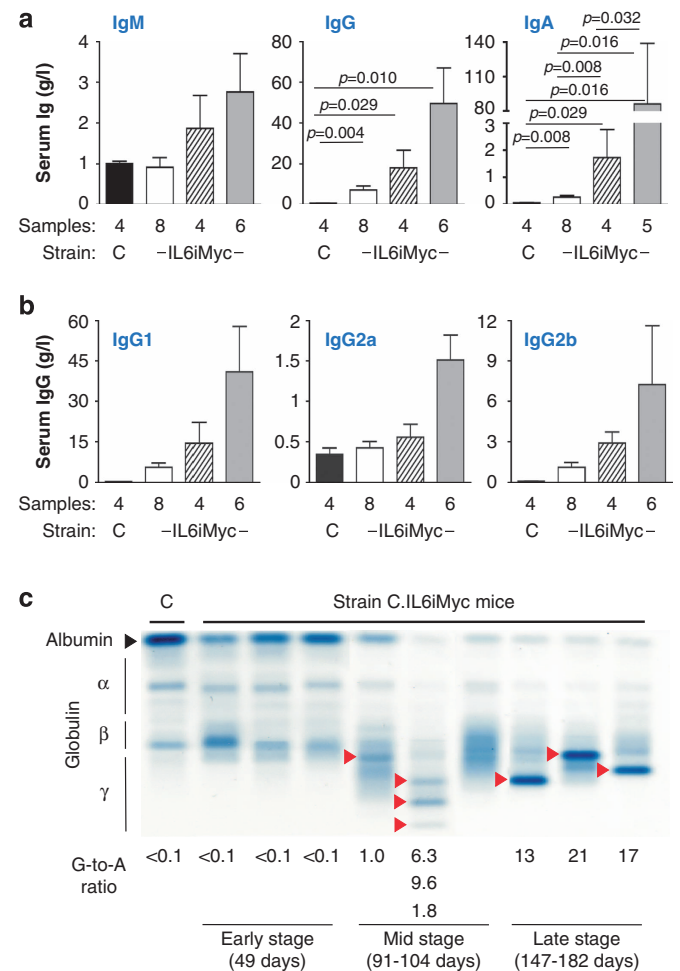 a
IgM
IgG
IgA
Serum Ig (g/l)
4
3
2
1
0
80
60
40
20
0
p=0.010
p=0.029
p=0.004
140
110
80
3
2
1
0
p=0.032
p=0.016
p=0.008
p=0.016
p=0.029
p=0.008
Samples: 4 8 4 6 4 8 4 6 4 8 4 5
Strain: C –IL6iMyc– C –IL6iMyc– C –IL6iMyc–
b
IgG1
IgG2a
IgG2b
Serum IgG (g/l)
60
45
30
15
0
2
1.5
1
0.5
0
12
9
6
3
0
Samples: 4 8 4 6 4 8 4 6 4 8 4 6
Strain: C –IL6iMyc– C –IL6iMyc– C –IL6iMyc–
c
C Strain C.IL6iMyc mice
Albumin
Globulin
α
β
γ
G-to-A
ratio
<0.1 <0.1 <0.1 <0.1 1.0 6.3 13 21 17
9.6
1.8
Early stage
(49 days)
Mid stage
(91-104 days)
Late stage
(147-182 days)